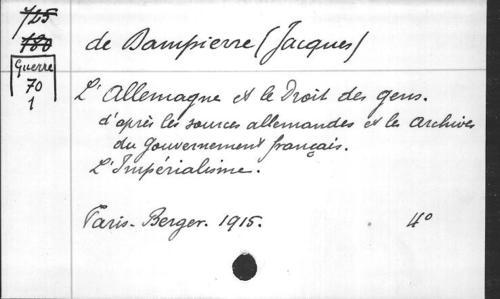 725
780
Guerre
70
1
de Dampierre (Jacques)
L'Allemagne et le Droit des gens.
d'après les sources allemandes et les archives
du Gouvernement français.
L'Impérialisme.
Paris - Berger. 1915. 4°